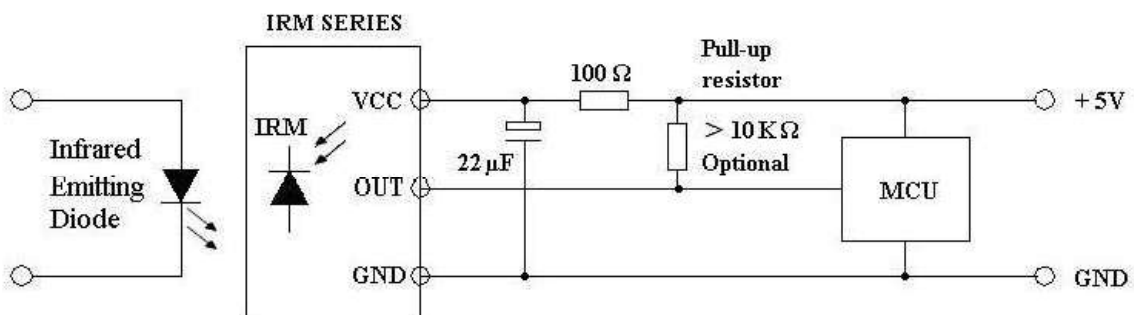 IRM SERIES
Pull-up
resistor
100 Ω
VCC
+5V
IRM
> 10 K Ω
Optional
22 µF
Infrared
Emitting
Diode
OUT
MCU
GND
GND